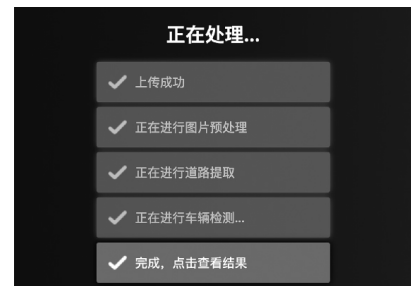 正在处理...
上传成功
正在进行图片预处理
正在进行道路提取
正在进行车辆检测...
完成，点击查看结果